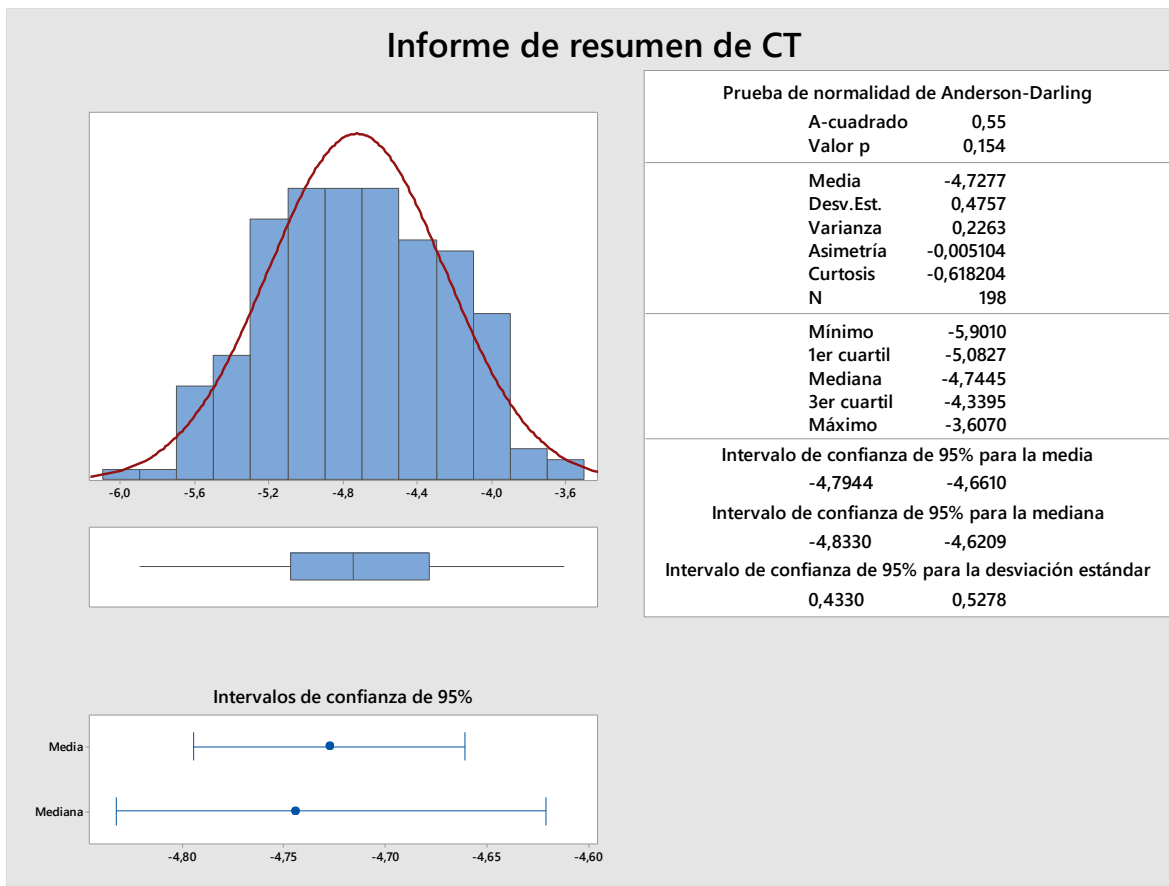 Informe de resumen de CT
-6,0 -5,6 -5,2 -4,8 -4,4 -4,0 -3,6
Intervalos de confianza de 95%
Media
Mediana
-4,80 -4,75 -4,70 -4,65 -4,60
Prueba de normalidad de Anderson-Darling
A-cuadrado 0,55
Valor p 0,154
Media -4,7277
Desv.Est. 0,4757
Varianza 0,2263
Asimetría -0,005104
Curtosis -0,618204
N 198
Mínimo -5,9010
1er cuartil -5,0827
Mediana -4,7445
3er cuartil -4,3395
Máximo -3,6070
Intervalo de confianza de 95% para la media
-4,7944 -4,6610
Intervalo de confianza de 95% para la mediana
-4,8330 -4,6209
Intervalo de confianza de 95% para la desviación estándar
0,4330 0,5278